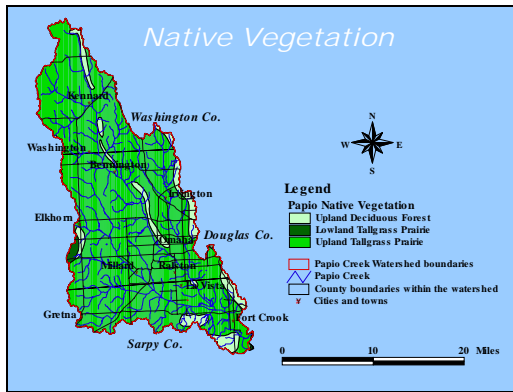 Native Vegetation
Kennard
Washington Co.
Washington
Bennington
Irvington
Elkhorn
Omaha
Douglas Co.
Millard
Ralston
La Vista
Gretna
Fort Crook
Sarpy Co.
N
W E
S
Legend
Papio Native Vegetation
Upland Deciduous Forest
Lowland Tallgrass Prairie
Upland Tallgrass Prairie
Papio Creek Watershed boundaries
Papio Creek
County boundaries within the watershed
Cities and towns
0 10 20 Miles